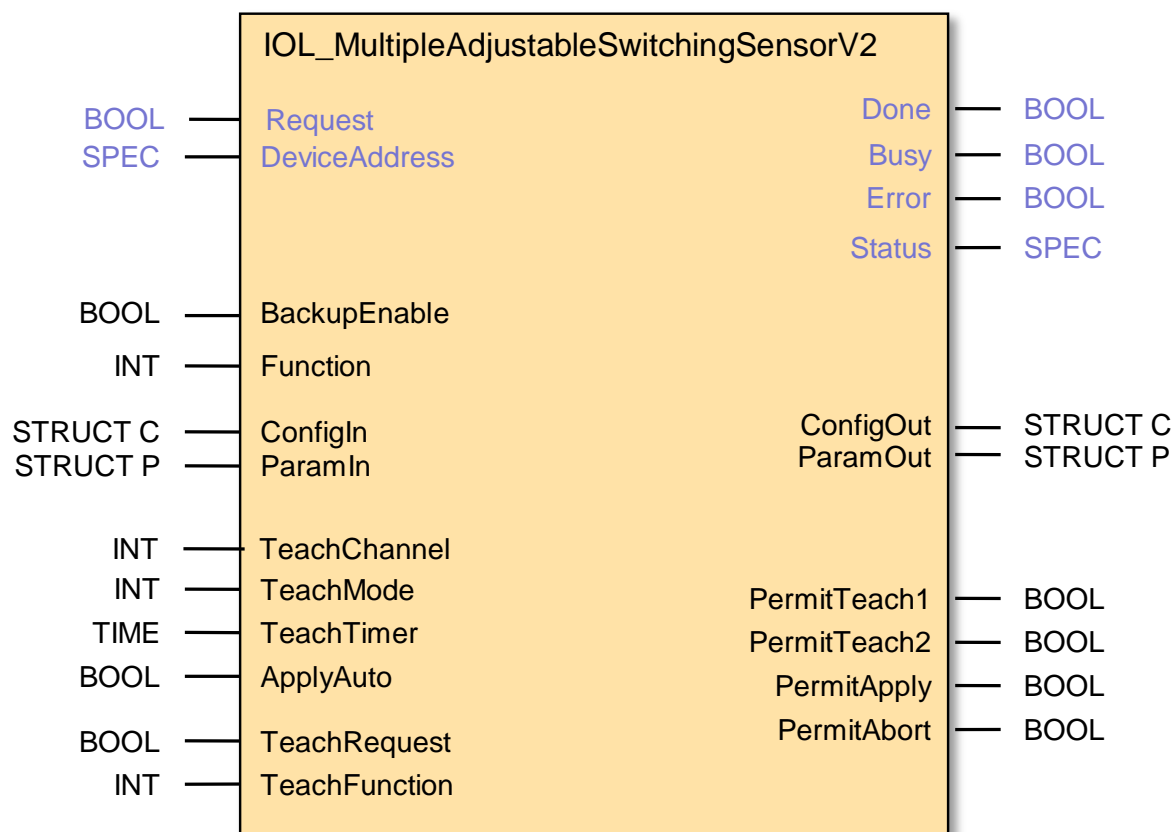 IOL_MultipleAdjustableSwitchingSensorV2
BOOL Request Done BOOL
SPEC DeviceAddress Busy BOOL
Error BOOL
Status SPEC
BOOL BackupEnable
INT Function
STRUCT C ConfigIn ConfigOut STRUCT C
STRUCT P ParamIn ParamOut STRUCT P
INT TeachChannel
INT TeachMode PermitTeach1 BOOL
TIME TeachTimer PermitTeach2 BOOL
BOOL ApplyAuto PermitApply BOOL
BOOL TeachRequest PermitAbort BOOL
INT TeachFunction